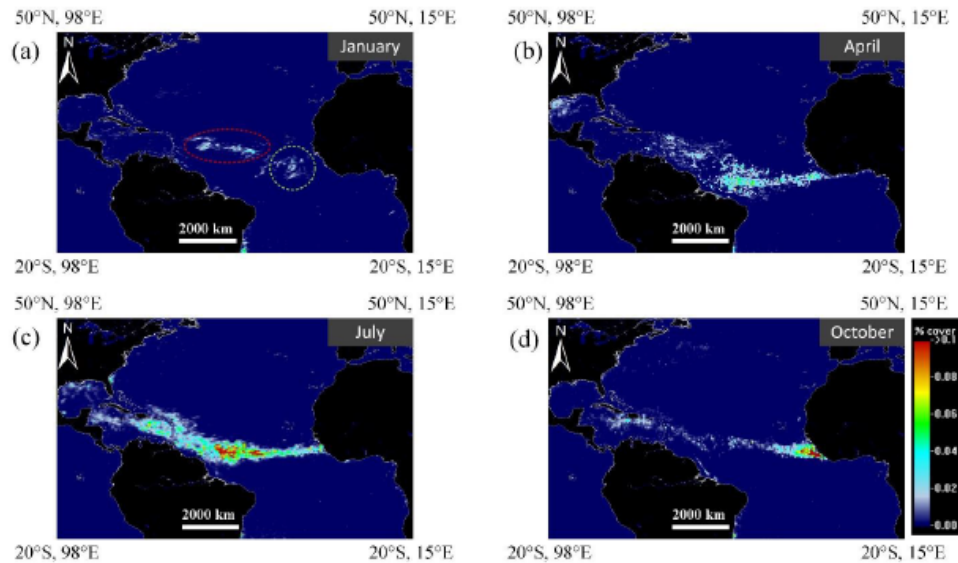 50°N, 98°E 50°N, 15°E 50°N, 98°E 50°N, 15°E
(a) N January (b) N April
2000 km 2000 km
20°S, 98°E 20°S, 15°E 20°S, 98°E 20°S, 15°E
50°N, 98°E 50°N, 15°E 50°N, 98°E 50°N, 15°E
(c) N July (d) N October % cover
>0.1
-0.08
-0.06
-0.04
-0.02
2000 km 2000 km -0.00
20°S, 98°E 20°S, 15°E 20°S, 98°E 20°S, 15°E